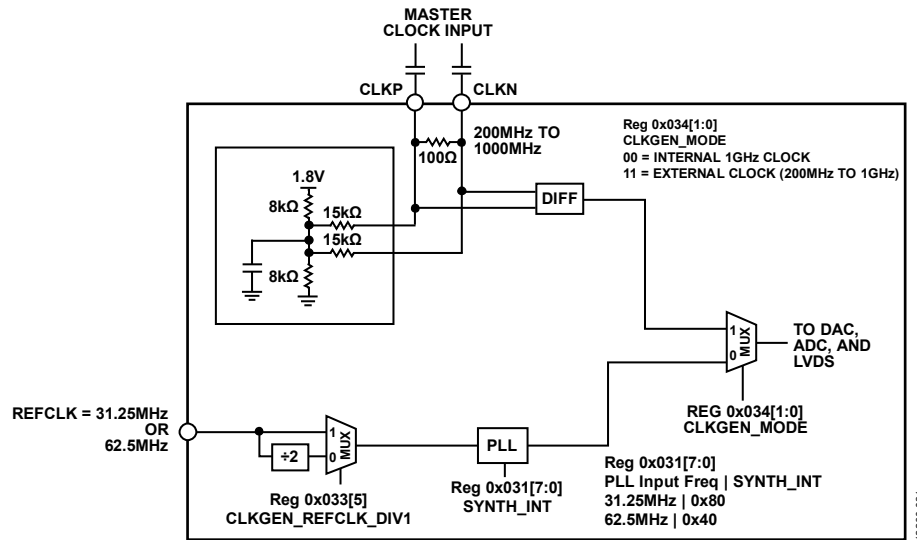 MASTER
CLOCK INPUT
CLKP
CLKN
200MHz TO
1000MHz
100Ω
Reg 0x034[1:0]
CLKGEN_MODE
00 = INTERNAL 1GHz CLOCK
11 = EXTERNAL CLOCK (200MHz TO 1GHz)
1.8V
8kΩ
15kΩ
15kΩ
8kΩ
DIFF
1
0
MUX
TO DAC,
ADC, AND
LVDS
REG 0x034[1:0]
CLKGEN_MODE
REFCLK = 31.25MHz
OR
62.5MHz
÷2
1
0
MUX
Reg 0x033[5]
CLKGEN_REFCLK_DIV1
PLL
Reg 0x031[7:0]
SYNTH_INT
Reg 0x031[7:0]
PLL Input Freq | SYNTH_INT
31.25MHz | 0x80
62.5MHz | 0x40